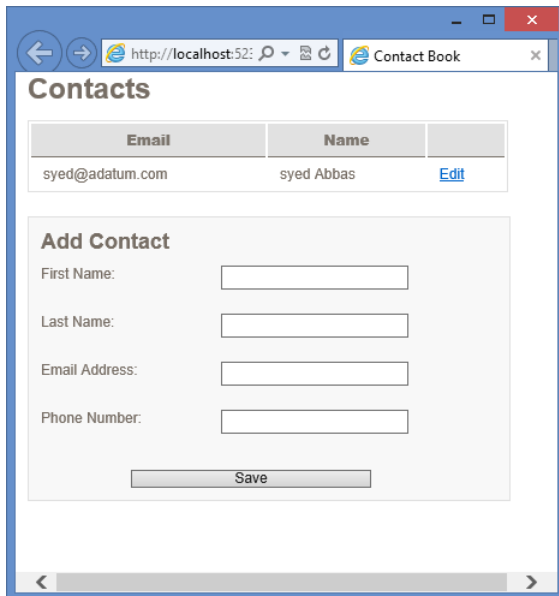 http://localhost:523
Contact Book
Contacts
Email Name
syed@adatum.com syed Abbas Edit
Add Contact
First Name:
Last Name:
Email Address:
Phone Number:
Save